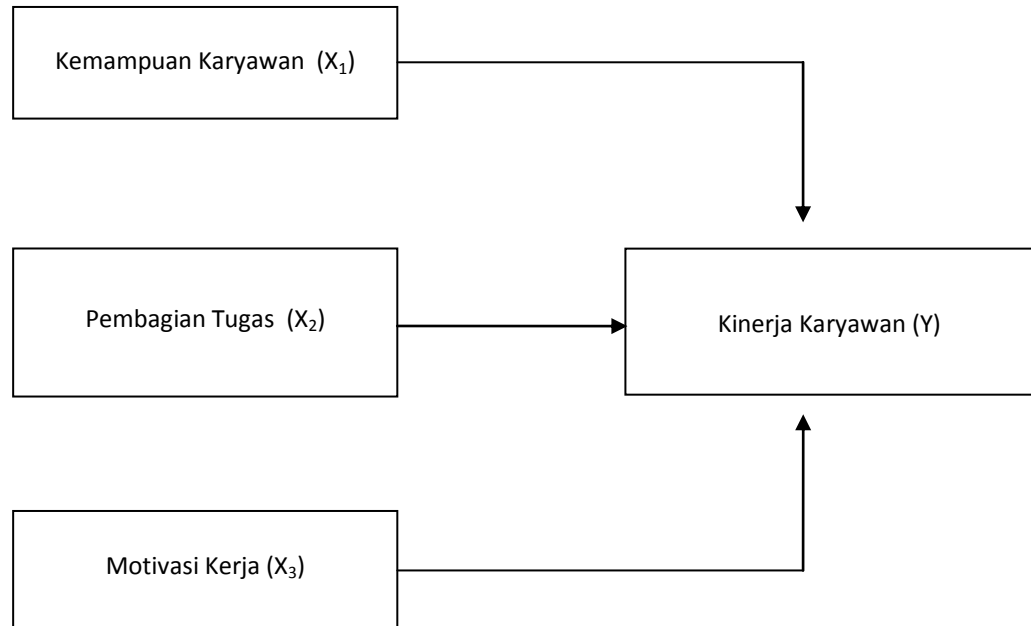 Kemampuan Karyawan (X₁)
Pembagian Tugas (X₂)
Kinerja Karyawan (Y)
Motivasi Kerja (X₃)